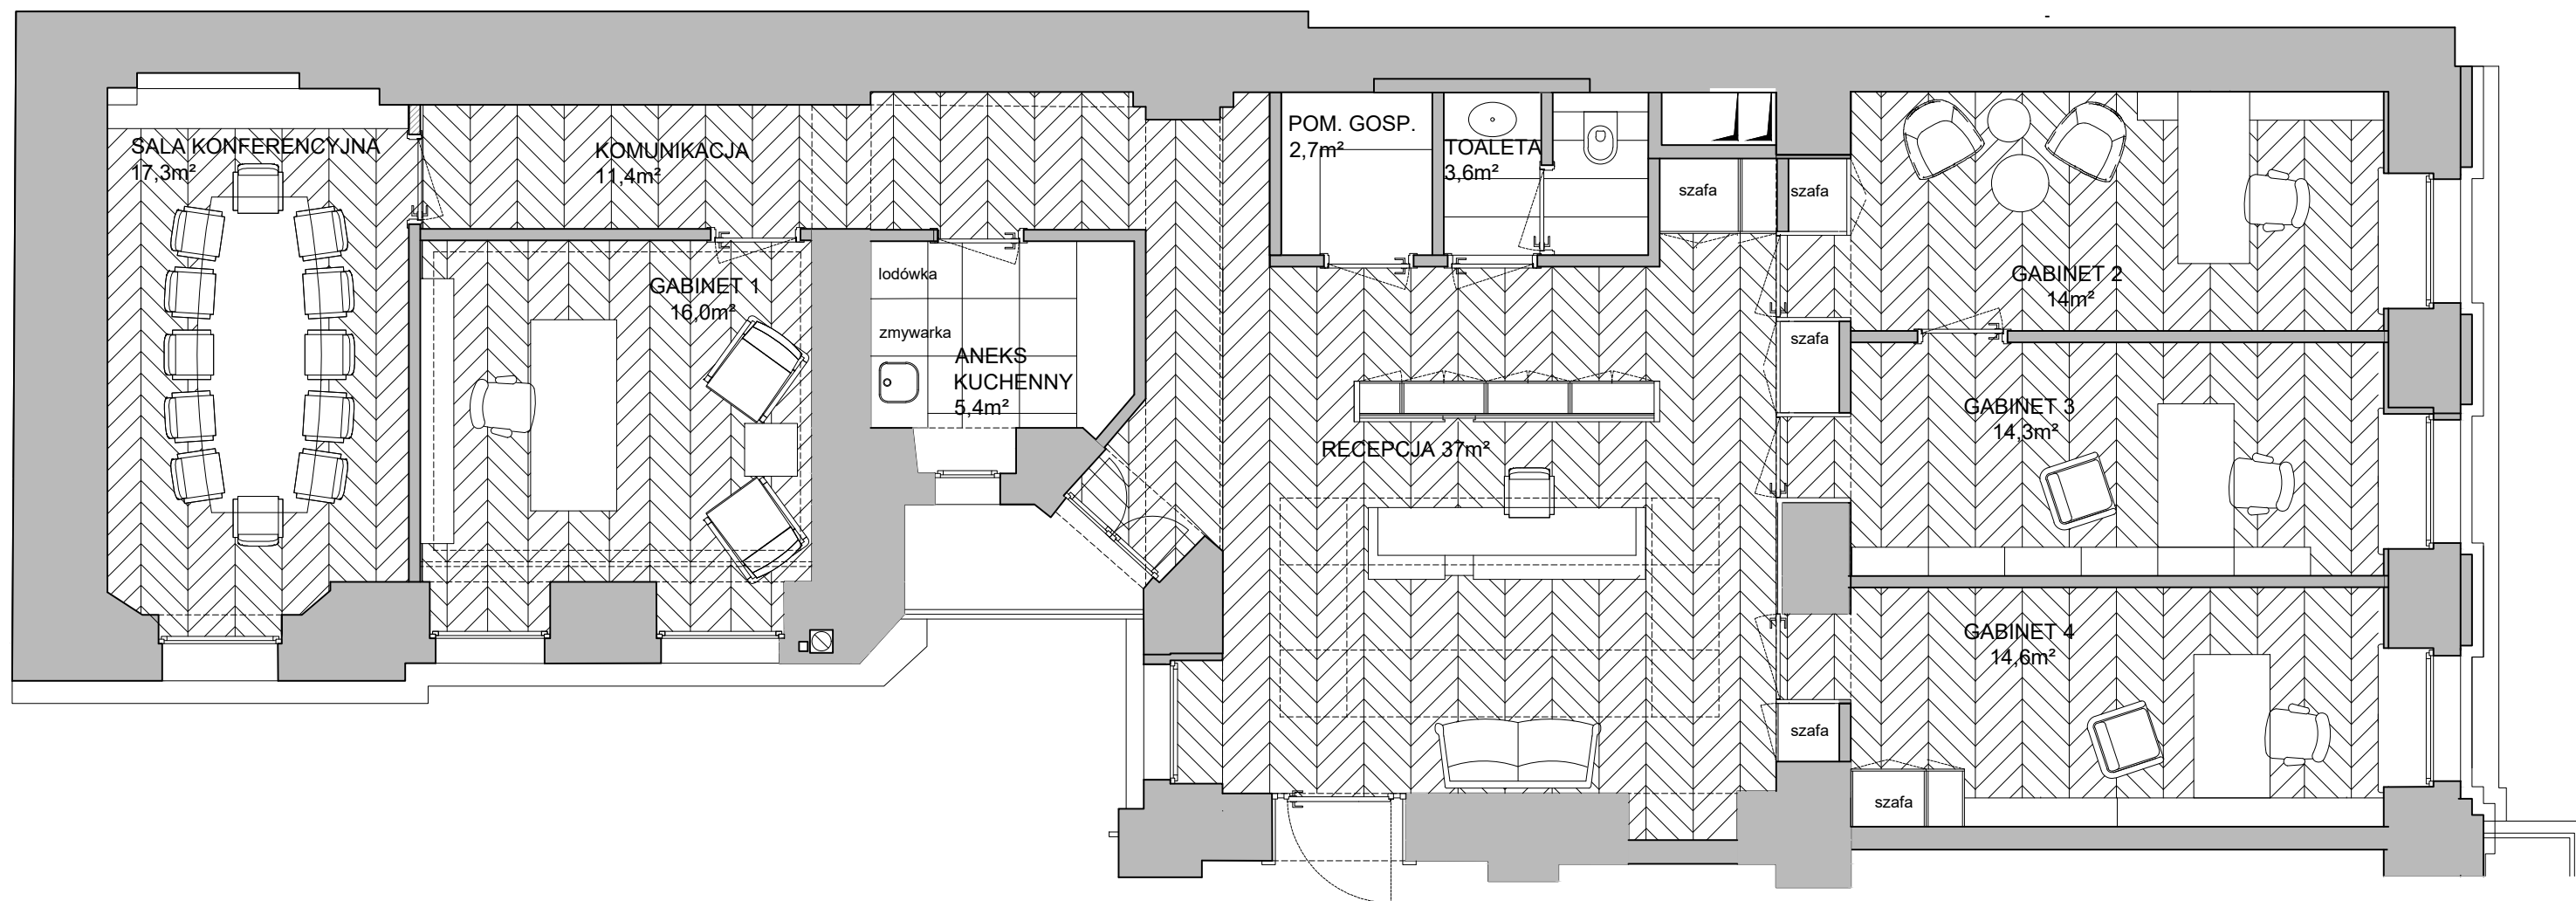 SALA KONFERENCYJNA
17,3m²
KOMUNIKACJA
11,4m²
GABINET 1
16,0m²
lodówka
zmywarka
ANEKS
KUCHENNY
5,4m²
POM. GOSP.
2,7m²
TOALETA
3,6m²
szafa
szafa
szafa
RECEPCJA 37m²
szafa
GABINET 2
14m²
GABINET 3
14,3m²
GABINET 4
14,6m²
szafa